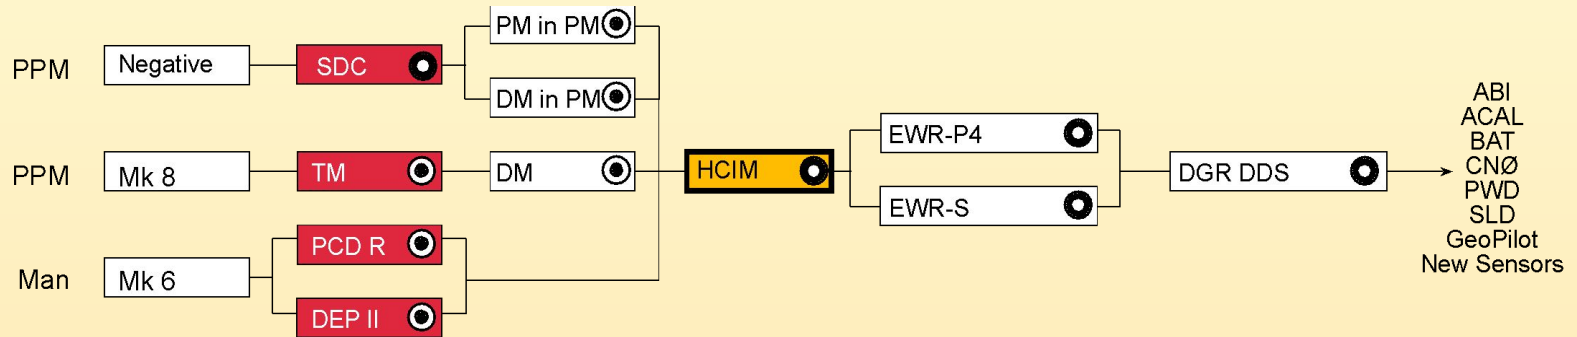 PPM
Negative
SDC
PM in PM
DM in PM
PPM
Mk 8
TM
DM
Man
Mk 6
PCD R
DEP II
HCIM
EWR-P4
EWR-S
DGR DDS
ABI
ACAL
BAT
CNØ
PWD
SLD
GeoPilot
New Sensors